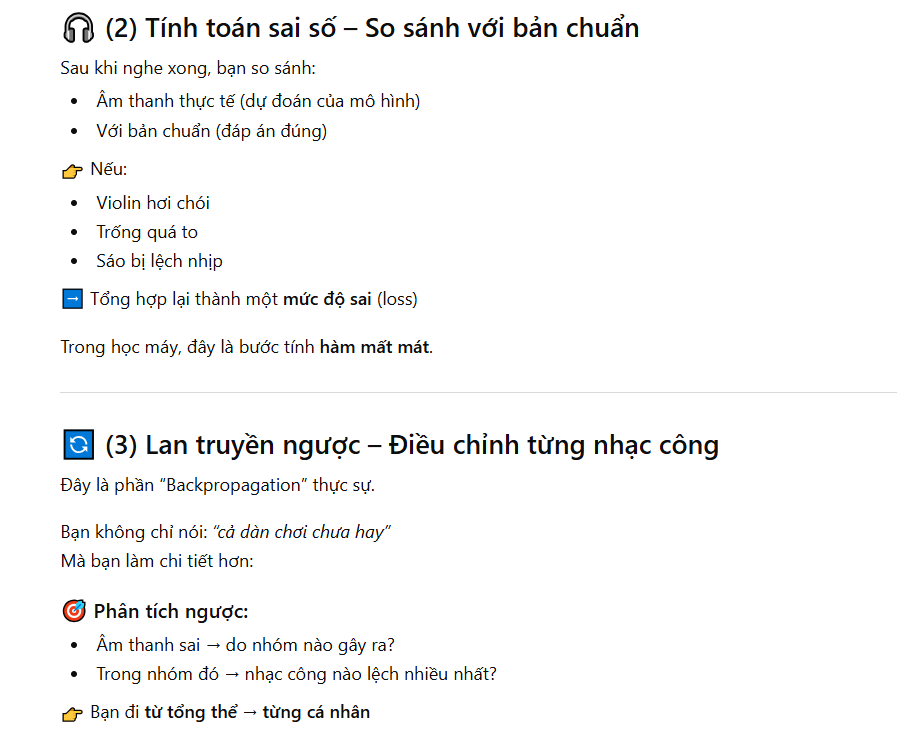 🎧 (2) Tính toán sai số – So sánh với bản chuẩn
Sau khi nghe xong, bạn so sánh:
• Âm thanh thực tế (dự đoán của mô hình)
• Với bản chuẩn (đáp án đúng)
👉 Nếu:
• Violin hơi chói
• Trống quá to
• Sáo bị lệch nhịp
➡ Tổng hợp lại thành một mức độ sai (loss)
Trong học máy, đây là bước tính hàm mất mát.
🔄 (3) Lan truyền ngược – Điều chỉnh từng nhạc công
Đây là phần “Backpropagation” thực sự.
Bạn không chỉ nói: “cả dàn chơi chưa hay”
Mà bạn làm chi tiết hơn:
🎯 Phân tích ngược:
• Âm thanh sai → do nhóm nào gây ra?
• Trong nhóm đó → nhạc công nào lệch nhiều nhất?
👉 Bạn đi từ tổng thể → từng cá nhân